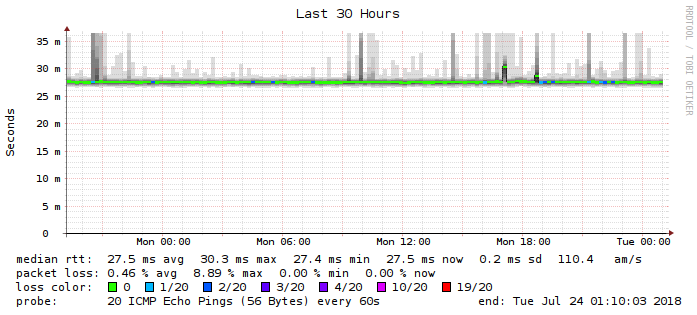 Last 30 Hours
RRDTOOL / TOBI OETIKER
Seconds
35 m
30 m
25 m
20 m
15 m
10 m
5 m
0
Mon 00:00 Mon 06:00 Mon 12:00 Mon 18:00 Tue 00:00
median rtt: 27.5 ms avg 30.3 ms max 27.4 ms min 27.5 ms now 0.2 ms sd 110.4 am/s
packet loss: 0.46 % avg 8.89 % max 0.00 % min 0.00 % now
loss color: 0 1/20 2/20 3/20 4/20 10/20 19/20
probe: 20 ICMP Echo Pings (56 Bytes) every 60s end: Tue Jul 24 01:10:03 2018